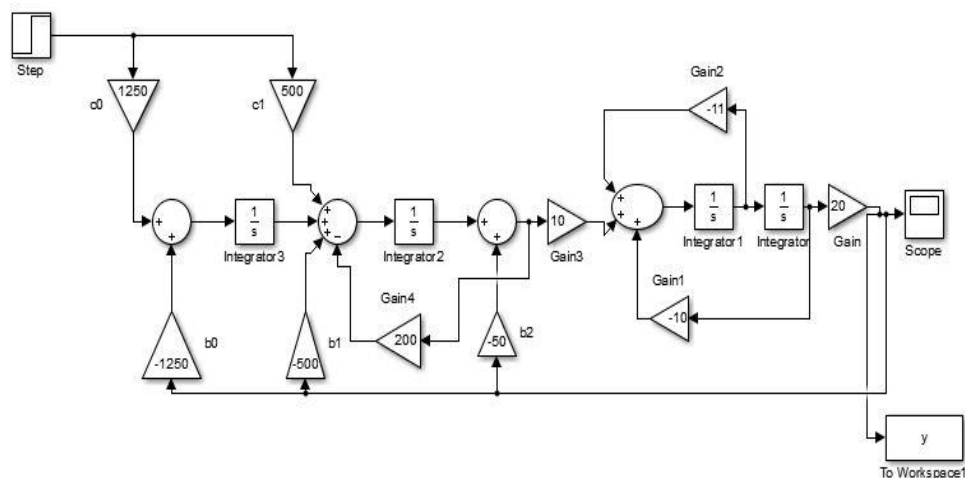 Step
1250
c0
500
c1
Gain2
-11
+
+
1
s
Integrator3
+
+
+
−
1
s
Integrator2
+
+
10
Gain3
+
+
+
1
s
Integrator1
1
s
Integrator
20
Gain
Scope
Gain1
-10
Gain4
200
-1250
b0
-500
b1
-50
b2
y
To Workspace1